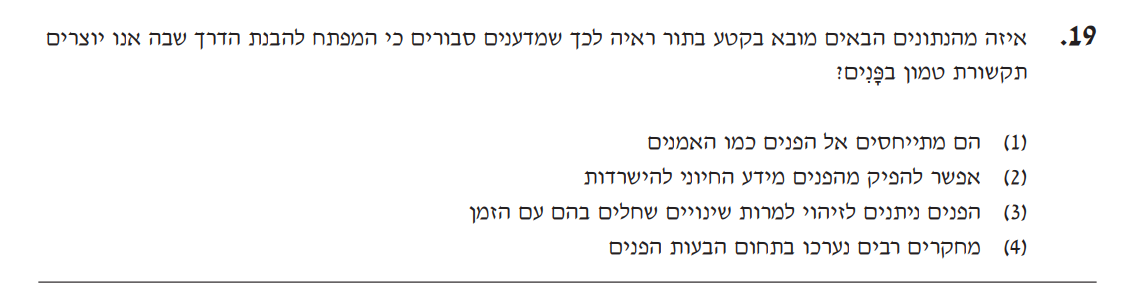 19. איזה מהנתונים הבאים מובא בקטע בתור ראיה לכך שמדענים סבורים כי המפתח להבנת הדרך שבה אנו יוצרים
תקשורת טמון בפָּנִים?
(1) הם מתייחסים אל הפנים כמו האמנים
(2) אפשר להפיק מהפנים מידע החיוני להישרדות
(3) הפנים ניתנים לזיהוי למרות שינויים שחלים בהם עם הזמן
(4) מחקרים רבים נערכו בתחום הבעות הפנים